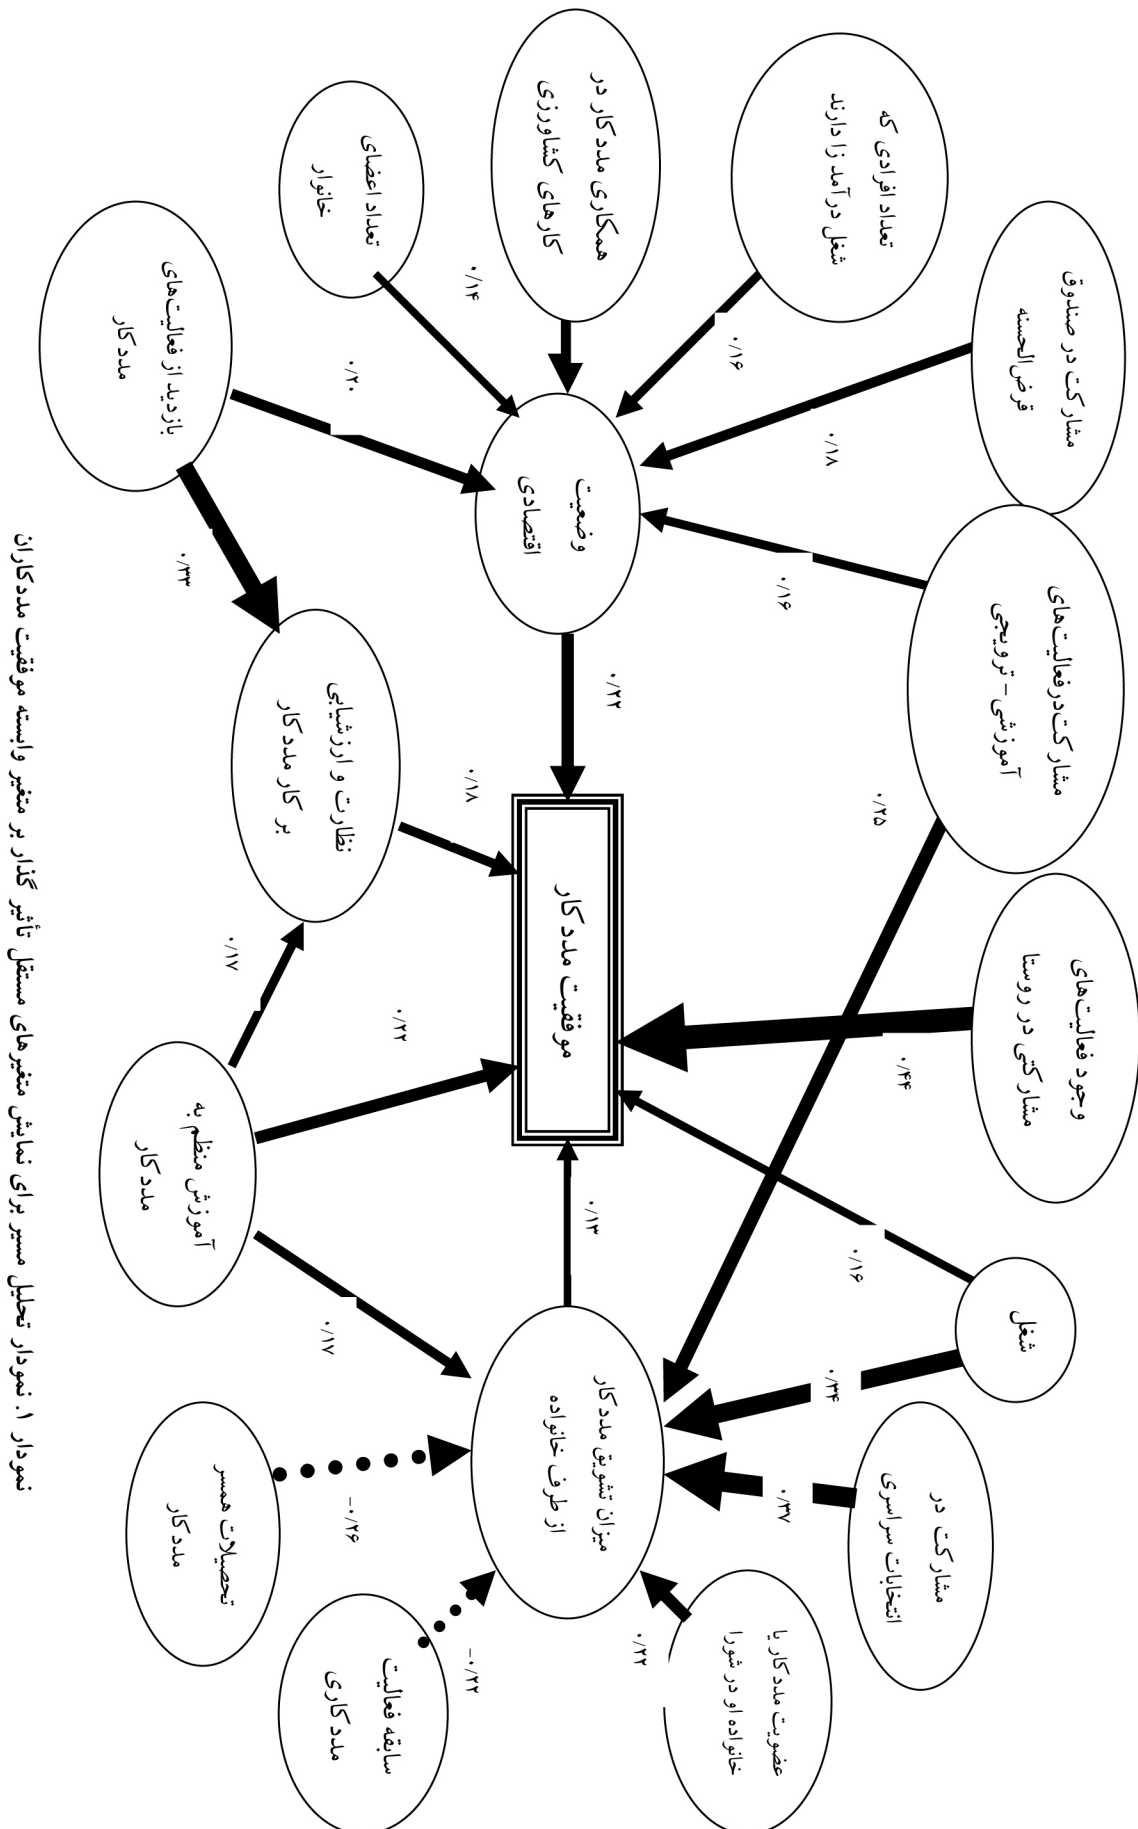 مشارکت در صندوق
قرض‌الحسنه
مشارکت‌در‌فعالیت‌های
آموزشی- ترویجی
وجود فعالیت‌های
مشارکتی در روستا
شغل
مشارکت در
انتخابات سراسری
تعداد افرادی که
شغل درآمد زا دارند
۰/۱۶
۰/۱۸
۰/۱۶
۰/۲۵
۰/۴۴
۰/۱۶
۰/۳۴
۰/۳۷
عضویت مددکار یا
خانواده او در شورا
۰/۲۲
همکاری مددکار در
کارهای کشاورزی
وضعیت
اقتصادی
۰/۲۲
موفقیت مددکار
۰/۱۳
میزان تشویق مددکار
از طرف خانواده
تعداد اعضای
خانوار
۰/۱۴
۰/۲۰
۰/۱۸
۰/۲۲
۰/۱۷
-۰/۲۶
-۰/۲۲
سابقه فعالیت
مددکاری
نظارت و ارزشیابی
بر کار مددکار
بازدید از فعالیت‌های
مددکار
۰/۳۳
۰/۱۷
آموزش منظم به
مددکار
تحصیلات همسر
مددکار
نمودار ۱. نمودار تحلیل مسیر برای نمایش متغیرهای مستقل تأثیر گذار بر متغیر وابسته موفقیت مددکاران